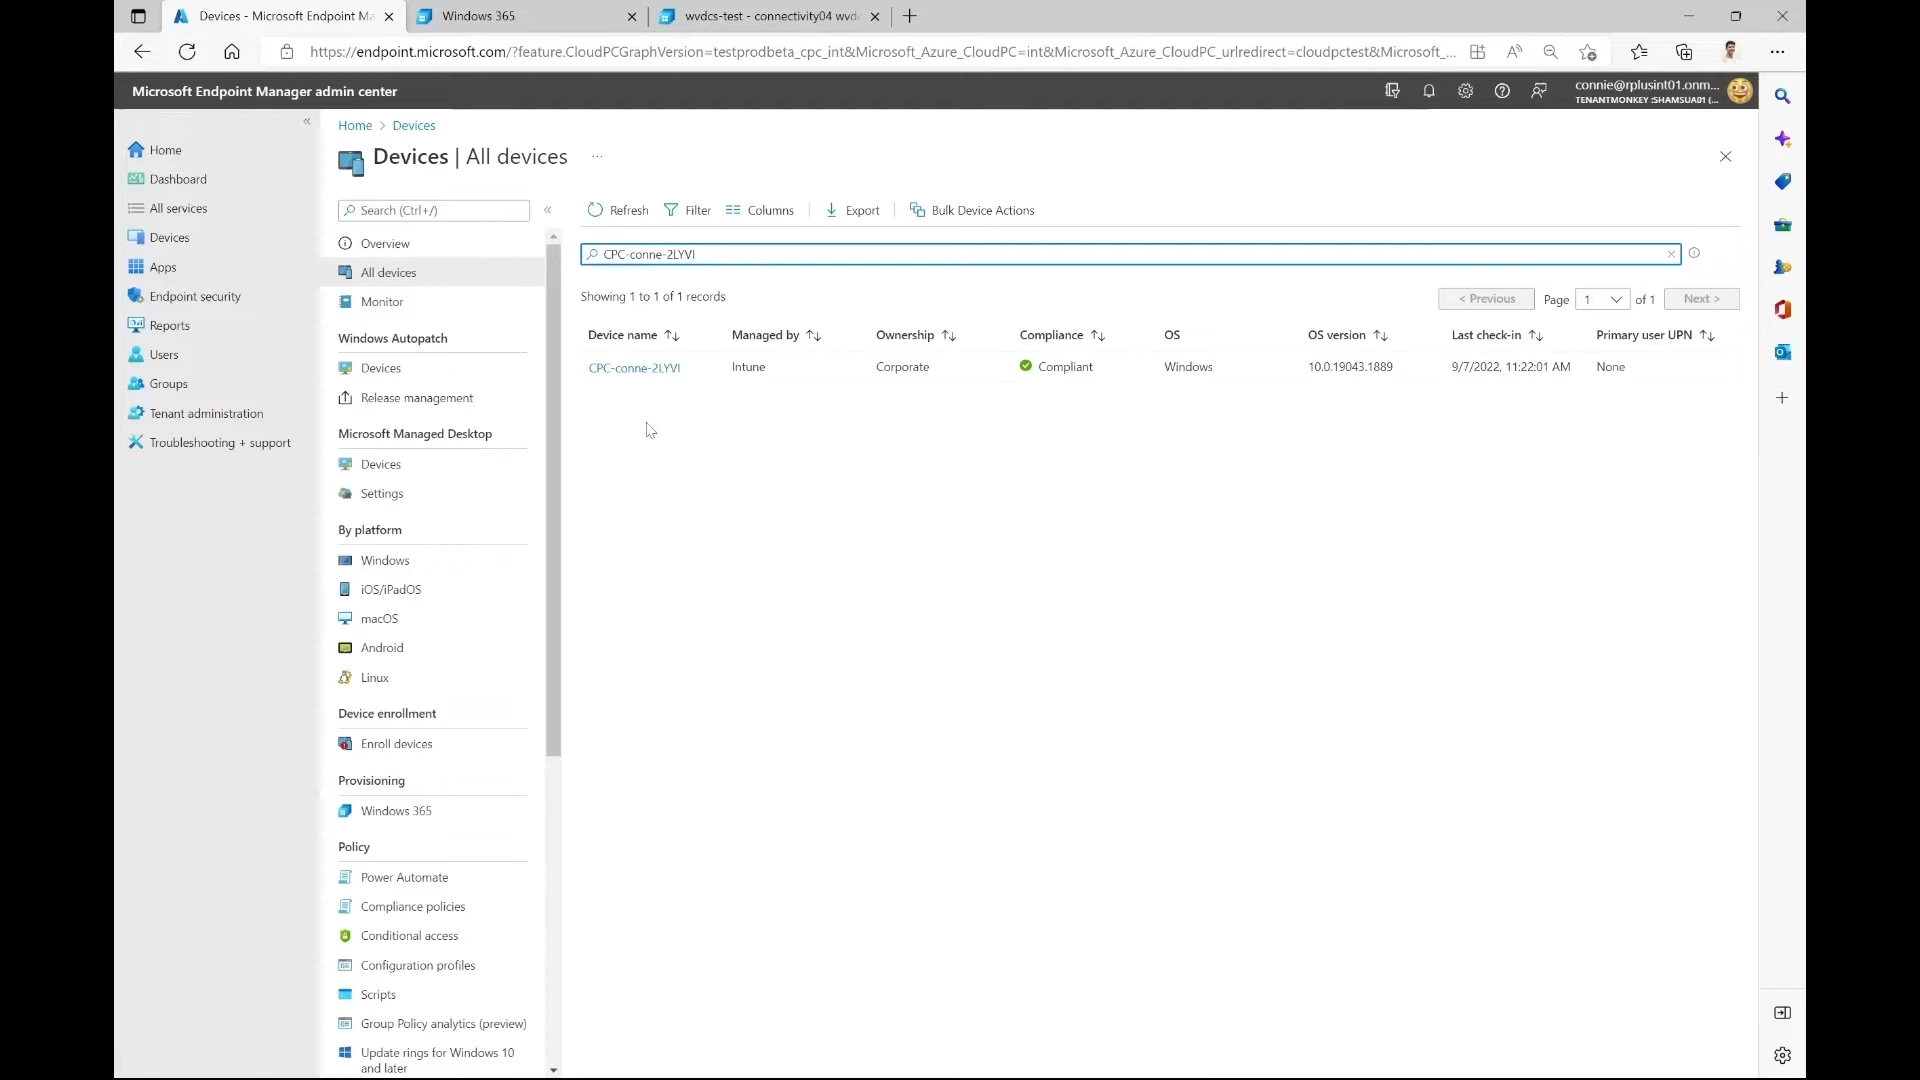 Devices - Microsoft Endpoint Ma
Windows 365
wvdcs-test - connectivity04 wvdc
https://endpoint.microsoft.com/?feature.CloudPCGraphVersion=testprodbeta_cpc_int&Microsoft_Azure_CloudPC=int&Microsoft_Azure_CloudPC_urlredirect=cloudpctest&Microsoft_...
Microsoft Endpoint Manager admin center
connie@rplusint01.onm...
TENANTMONKEY :SHAMSUA01 (...
Home
Dashboard
All services
Devices
Apps
Endpoint security
Reports
Users
Groups
Tenant administration
Troubleshooting + support
Home > Devices
Devices | All devices ...
Search (Ctrl+/)
Overview
All devices
Monitor
Windows Autopatch
Devices
Release management
Microsoft Managed Desktop
Devices
Settings
By platform
Windows
iOS/iPadOS
macOS
Android
Linux
Device enrollment
Enroll devices
Provisioning
Windows 365
Policy
Power Automate
Compliance policies
Conditional access
Configuration profiles
Scripts
Group Policy analytics (preview)
Update rings for Windows 10
and later
Refresh Filter Columns Export Bulk Device Actions
CPC-conne-2LYVI
Showing 1 to 1 of 1 records
< Previous Page 1 of 1 Next >
Device name Managed by Ownership Compliance OS OS version Last check-in Primary user UPN
CPC-conne-2LYVI Intune Corporate Compliant Windows 10.0.19043.1889 9/7/2022, 11:22:01 AM None